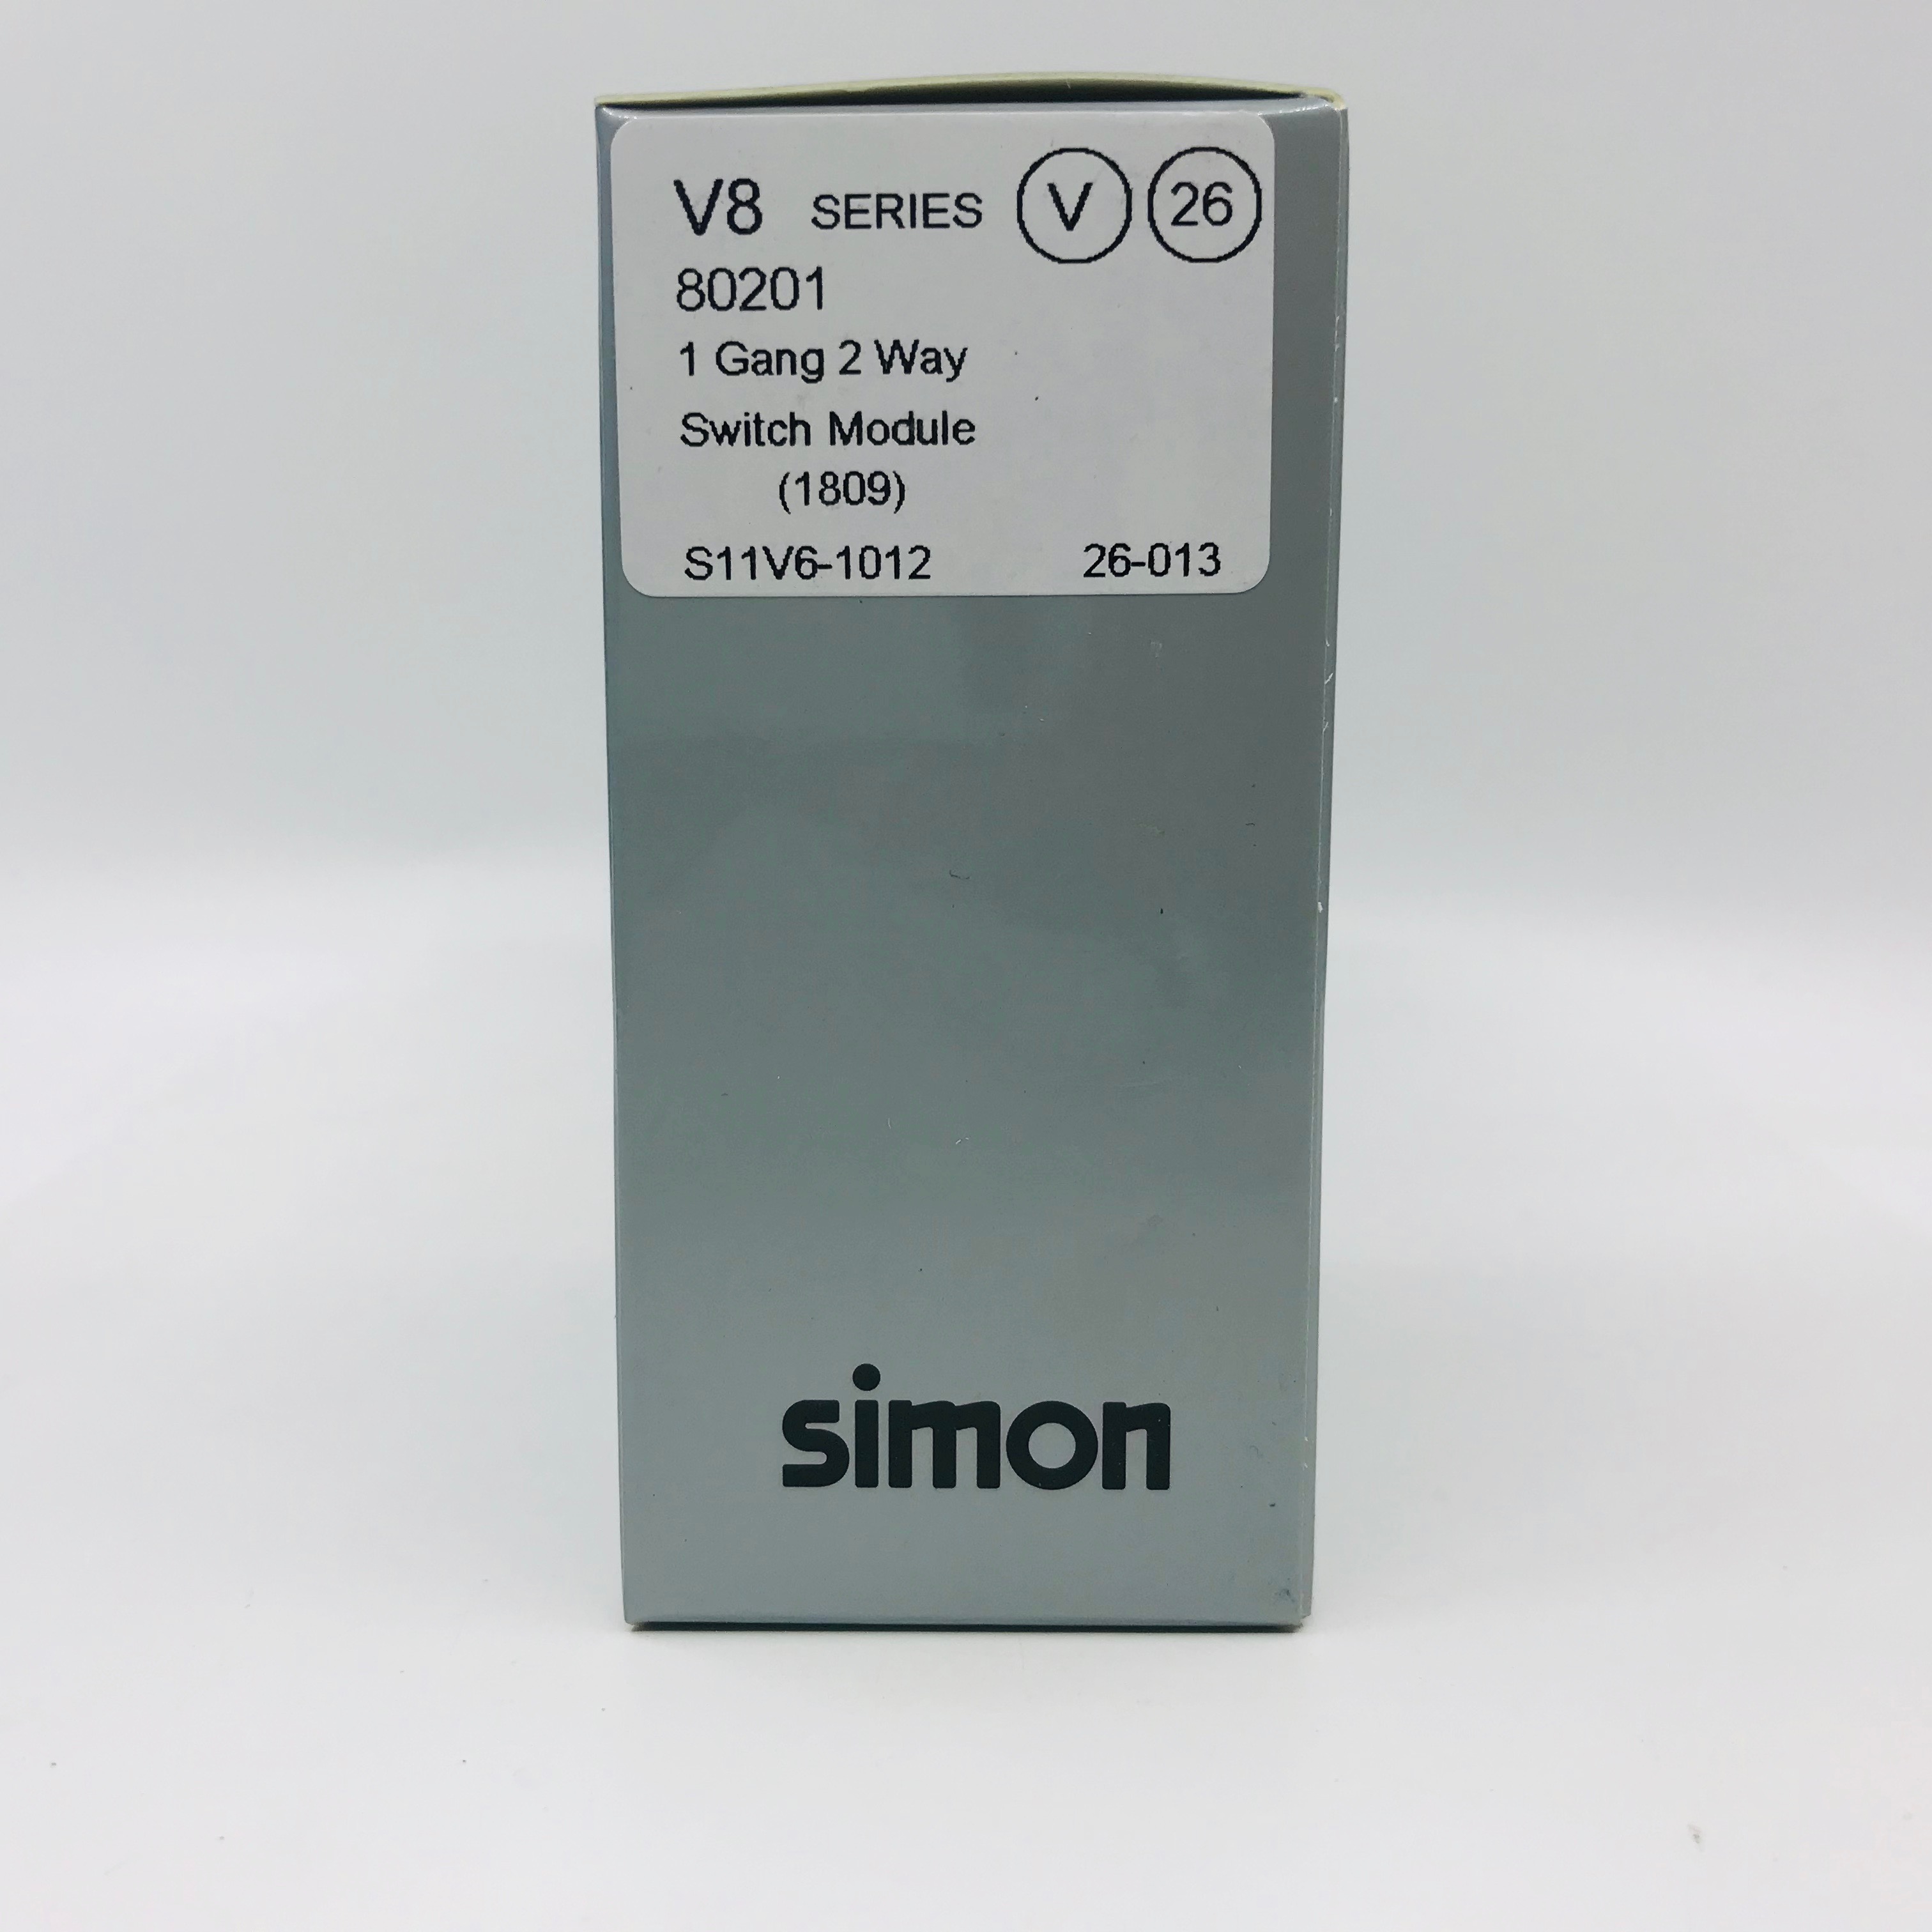 V8 SERIES V 26
80201
1 Gang 2 Way
Switch Module
(1809)
S11V6-1012 26-013
simon